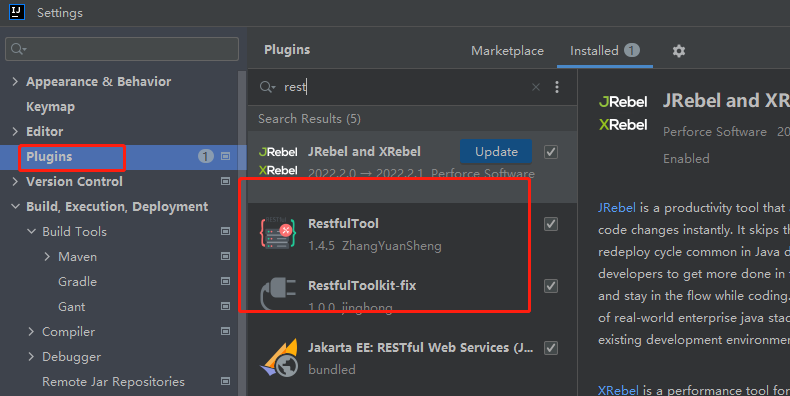 IJ
Settings
Plugins
Marketplace
Installed 1
Appearance & Behavior
Keymap
Editor
Plugins 1
Version Control
Build, Execution, Deployment
Build Tools
Maven
Gradle
Gant
Compiler
Debugger
Remote Jar Repositories
rest
Search Results (5)
JRebel
XRebel
JRebel and XRebel
2022.2.0 → 2022.2.1 Perforce Software
Update
RESTFUL
RestfulTool
1.4.5 ZhangYuanSheng
RestfulToolkit-fix
1.0.0 jinghong
Jakarta EE: RESTful Web Services (J...
bundled
JRebel
XRebel
JRebel and XR
Perforce Software 20
Enabled
JRebel is a productivity tool that
code changes instantly. It skips th
redeploy cycle common in Java d
developers to get more done in
and stay in the flow while coding.
of real-world enterprise java stac
existing development environme
XRebel is a performance tool for